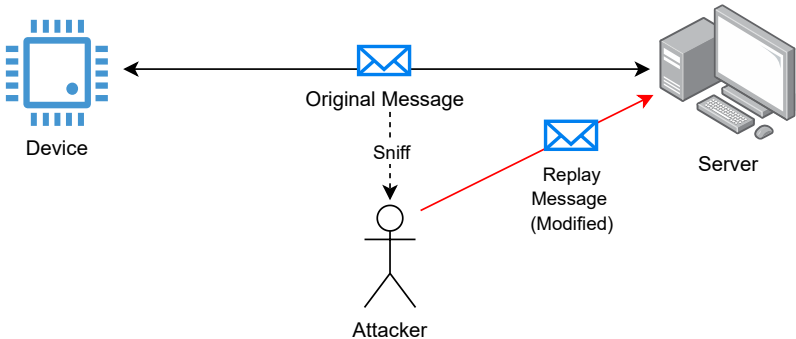 Original Message
Device
Sniff
Server
Replay
Message
(Modified)
Attacker